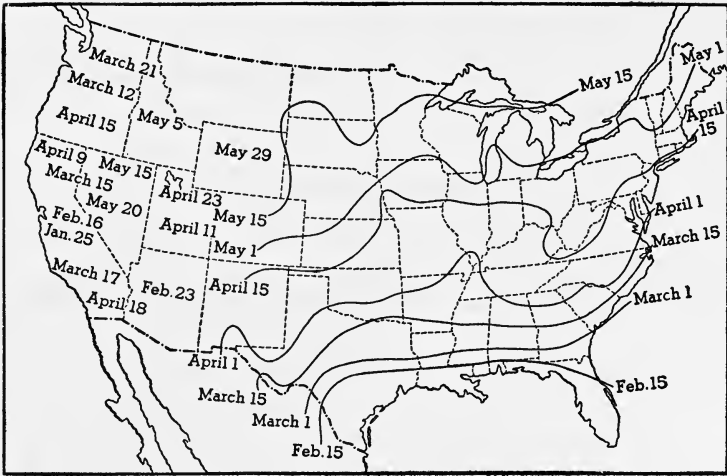 May 1
March 21
May 15
March 12
April 15
May 5
April
15
May 29
April 9
May 15
March 15
April 23
May 20
May 15
April 1
Feb. 16
April 11
Jan. 25
May 1
March 15
March 17
Feb. 23
April 15
April 18
March 1
April 1
March 15
Feb. 15
March 1
Feb. 15